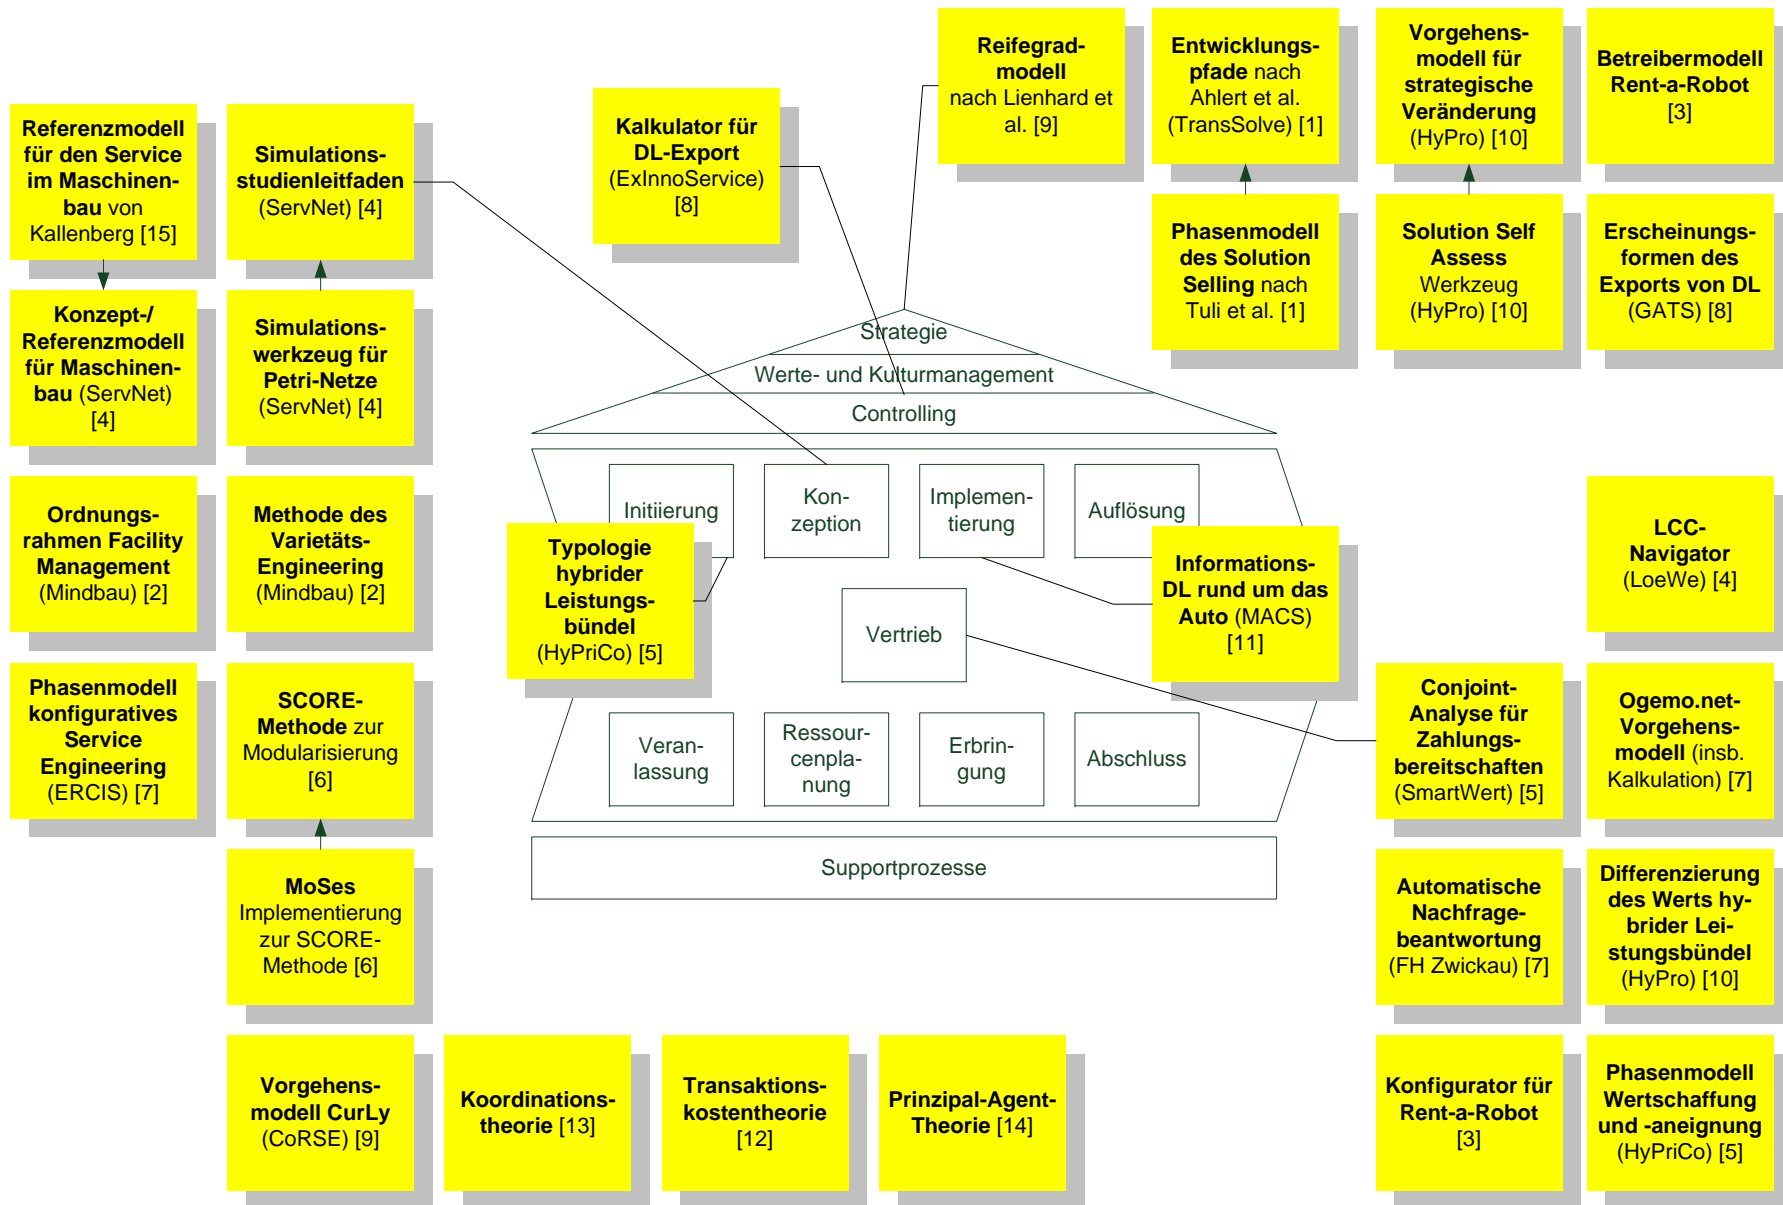 Reifegrad-
modell
nach Lienhard et
al. [9]
Entwicklungs-
pfade nach
Ahlert et al.
(TransSolve) [1]
Vorgehens-
modell für
strategische
Veränderung
(HyPro) [10]
Betreibermodell
Rent-a-Robot
[3]
Referenzmodell
für den Service
im Maschinen-
bau von
Kallenberg [15]
Simulations-
studienleitfaden
(ServNet) [4]
Kalkulator für
DL-Export
(ExInnoService)
[8]
Phasenmodell
des Solution
Selling nach
Tuli et al. [1]
Solution Self
Assess
Werkzeug
(HyPro) [10]
Erscheinungs-
formen des
Exports von DL
(GATS) [8]
Konzept-/
Referenzmodell
für Maschinen-
bau (ServNet)
[4]
Simulations-
werkzeug für
Petri-Netze
(ServNet) [4]
Strategie
Werte- und Kulturmanagement
Controlling
Ordnungs-
rahmen Facility
Management
(Mindbau) [2]
Methode des
Varietäts-
Engineering
(Mindbau) [2]
Initiierung
Kon-
zeption
Implemen-
tierung
Auflösung
Typologie
hybrider
Leistungs-
bündel
(HyPriCo) [5]
Informations-
DL rund um das
Auto (MACS)
[11]
LCC-
Navigator
(LoeWe) [4]
Vertrieb
Phasenmodell
konfiguratives
Service
Engineering
(ERCIS) [7]
SCORE-
Methode zur
Modularisierung
[6]
Veran-
lassung
Ressour-
cenpla-
nung
Erbrin-
gung
Abschluss
Conjoint-
Analyse für
Zahlungs-
bereitschaften
(SmartWert) [5]
Ogemo.net-
Vorgehens-
modell (insb.
Kalkulation) [7]
Supportprozesse
MoSes
Implementierung
zur SCORE-
Methode [6]
Automatische
Nachfrage-
beantwortung
(FH Zwickau) [7]
Differenzierung
des Werts hy-
brider Lei-
stungsbündel
(HyPro) [10]
Vorgehens-
modell CurLy
(CoRSE) [9]
Koordinations-
theorie [13]
Transaktions-
kostentheorie
[12]
Prinzipal-Agent-
Theorie [14]
Konfigurator für
Rent-a-Robot
[3]
Phasenmodell
Wertschaffung
und -aneignung
(HyPriCo) [5]